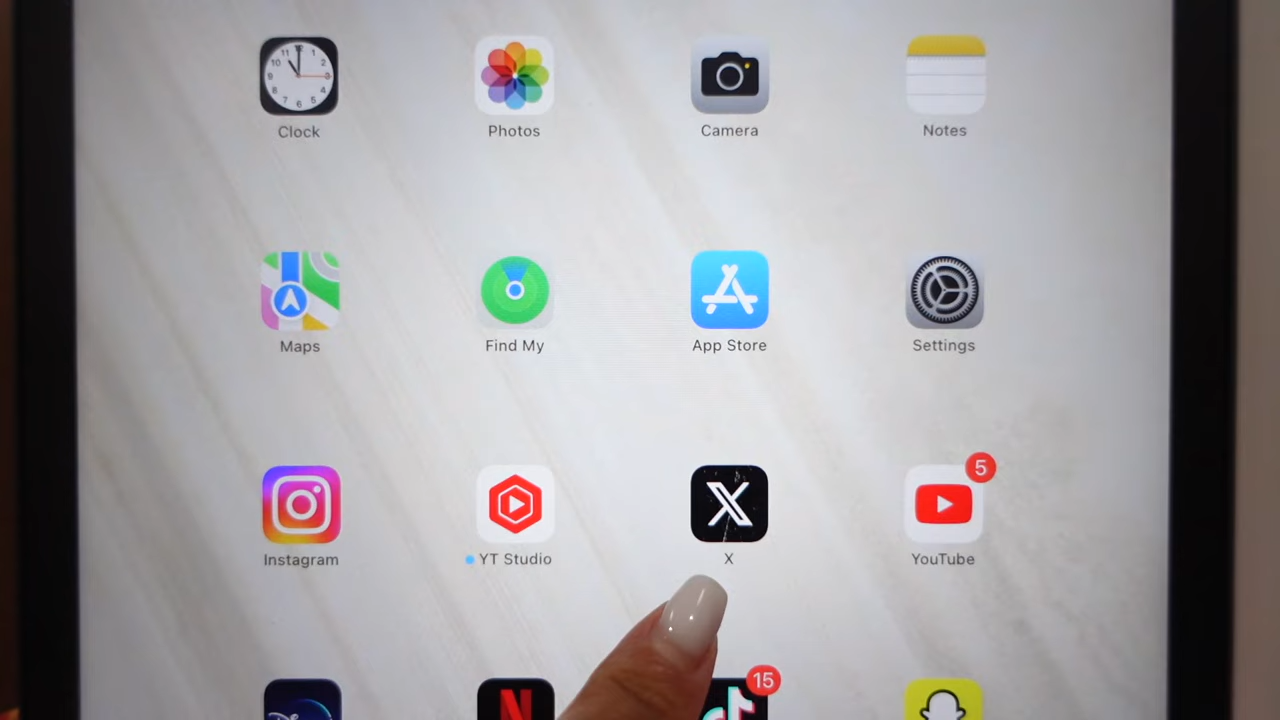 Clock
Photos
Camera
Notes
Maps
Find My
App Store
Settings
5
Instagram
YT Studio
X
YouTube
15
N